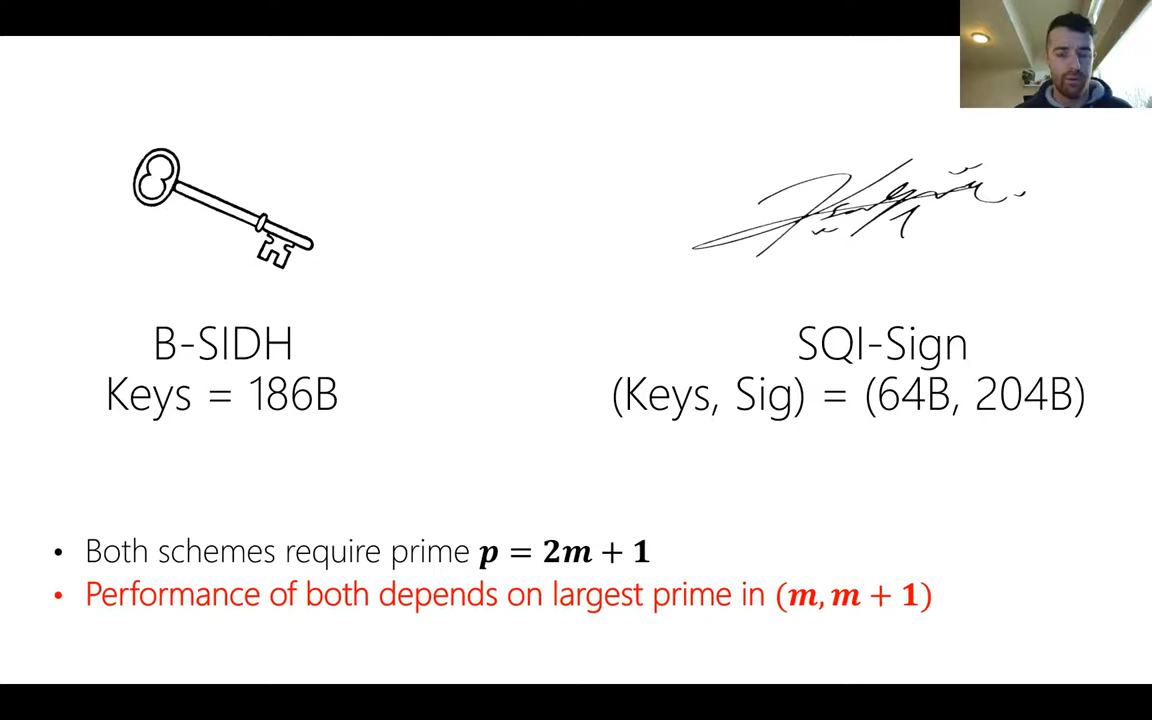 B-SIDH
Keys = 186B
SQI-Sign
(Keys, Sig) = (64B, 204B)
• Both schemes require prime p = 2m + 1
• Performance of both depends on largest prime in (m, m + 1)